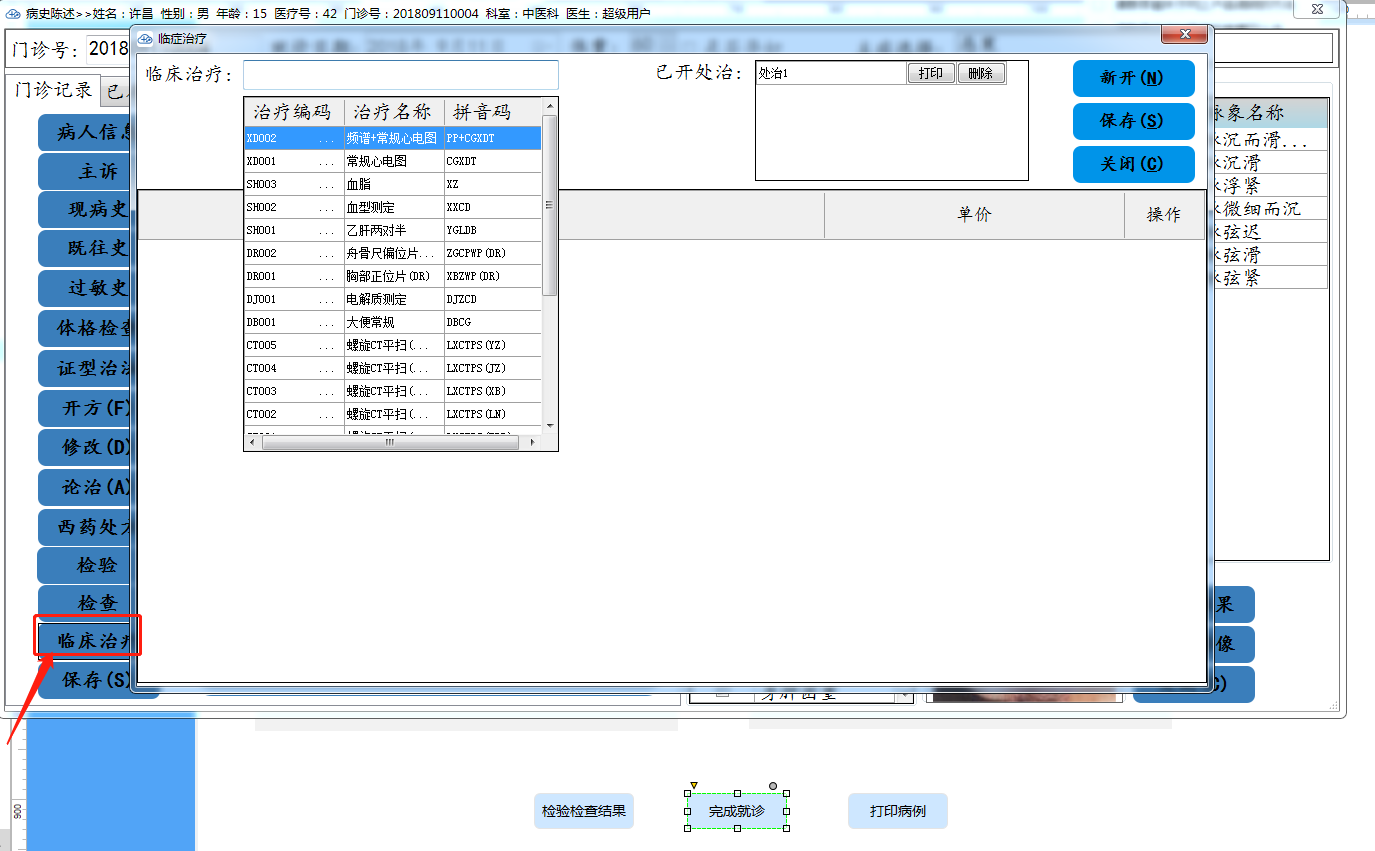 病史陈述>>姓名：许昌 性别：男 年龄：15 医疗号：42 门诊号：201809110004 科室：中医科 医生：超级用户
门诊号: 2018
临症治疗
门诊记录
临床治疗:
已开处治:
处治1 打印 删除
新开(N)
保存(S)
关闭(C)
治疗编码 治疗名称 拼音码
XD002 ... 频谱+常规心电图 PP+CGXDT
XD001 ... 常规心电图 CGXDT
SH003 ... 血脂 XZ
SH002 ... 血型测定 XXCD
SH001 ... 乙肝两对半 YGLDB
DR002 ... 舟骨尺偏位片... ZGCPWP(DR)
DR001 ... 胸部正位片(DR) XBZWP(DR)
DJ001 ... 电解质测定 DJZCD
DB001 ... 大便常规 DBCG
CT005 ... 螺旋CT平扫(... LXCTPS(YZ)
CT004 ... 螺旋CT平扫(... LXCTPS(JZ)
CT003 ... 螺旋CT平扫(... LXCTPS(XB)
CT002 ... 螺旋CT平扫(... LXCTPS(LN)
单价 操作
病人信息
主诉
现病史
既往史
过敏史
体格检查
证型治法
开方(F)
修改(D)
论治(A)
西药处方
检验
检查
临床治疗
保存(S)
象名称
沉而滑...
沉滑
浮紧
微细而沉
弦迟
弦滑
弦紧
果
像
900
检验检查结果
完成就诊
打印病例